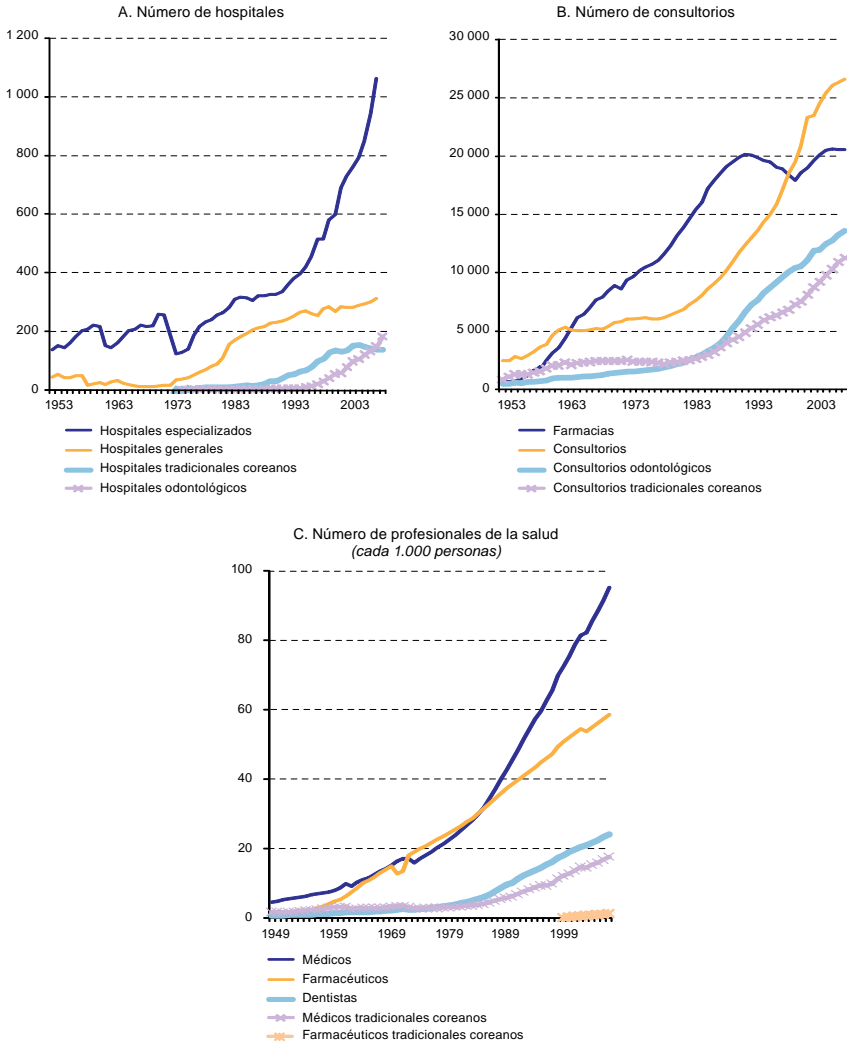 A. Número de hospitales
1 200
1 000
800
600
400
200
0
1953 1963 1973 1983 1993 2003
Hospitales especializados
Hospitales generales
Hospitales tradicionales coreanos
Hospitales odontológicos
B. Número de consultorios
30 000
25 000
20 000
15 000
10 000
5 000
0
1953 1963 1973 1983 1993 2003
Farmacias
Consultorios
Consultorios odontológicos
Consultorios tradicionales coreanos
C. Número de profesionales de la salud
(cada 1.000 personas)
100
80
60
40
20
0
1949 1959 1969 1979 1989 1999
Médicos
Farmacéuticos
Dentistas
Médicos tradicionales coreanos
Farmacéuticos tradicionales coreanos